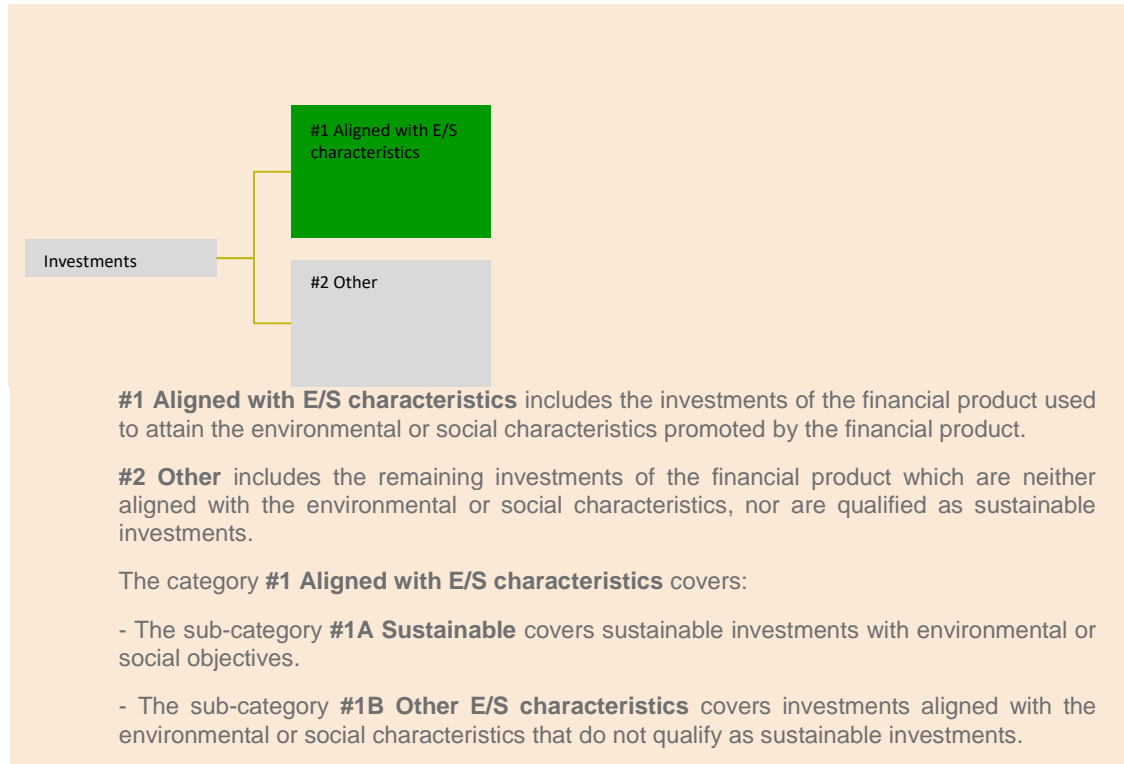 #1 Aligned with E/S
characteristics
Investments
#2 Other
#1 Aligned with E/S characteristics includes the investments of the financial product used
to attain the environmental or social characteristics promoted by the financial product.
#2 Other includes the remaining investments of the financial product which are neither
aligned with the environmental or social characteristics, nor are qualified as sustainable
investments.
The category #1 Aligned with E/S characteristics covers:
- The sub-category #1A Sustainable covers sustainable investments with environmental or
social objectives.
- The sub-category #1B Other E/S characteristics covers investments aligned with the
environmental or social characteristics that do not qualify as sustainable investments.